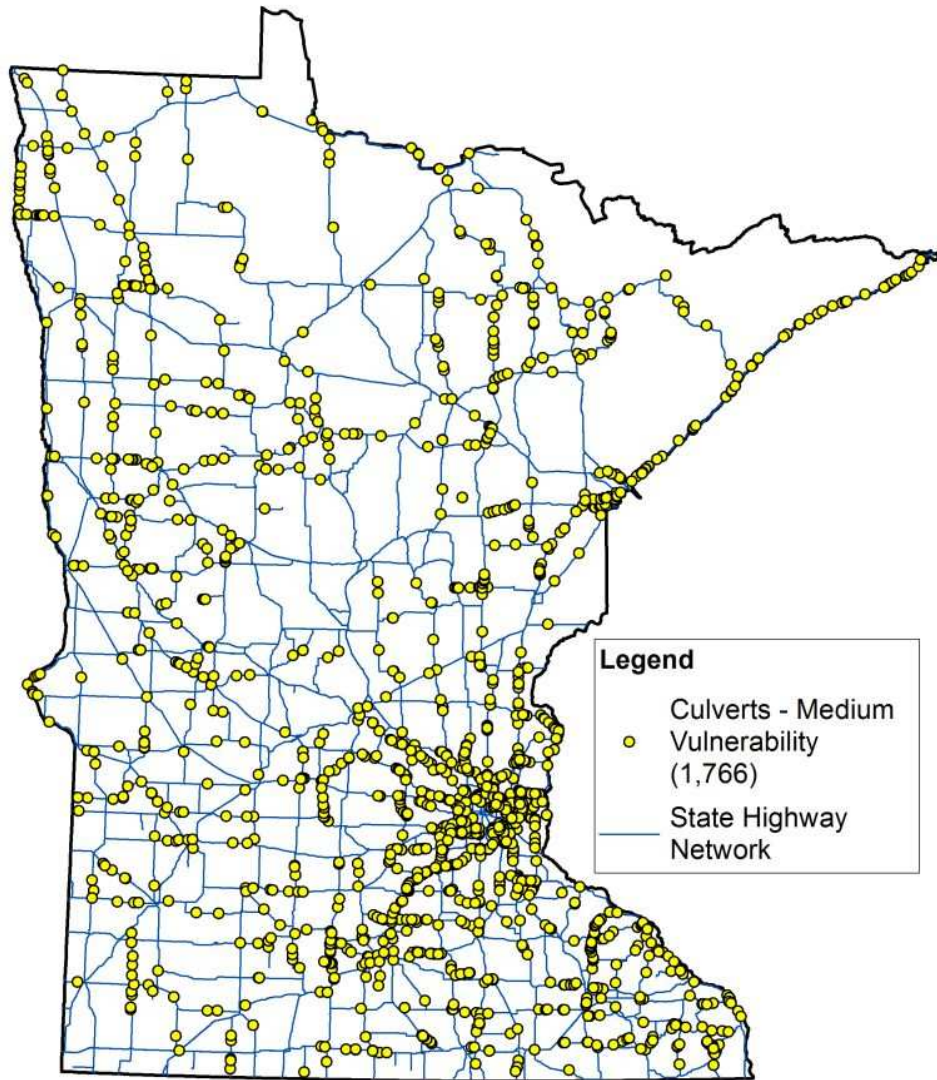 Legend
Culverts - Medium
Vulnerability
(1,766)
State Highway
Network